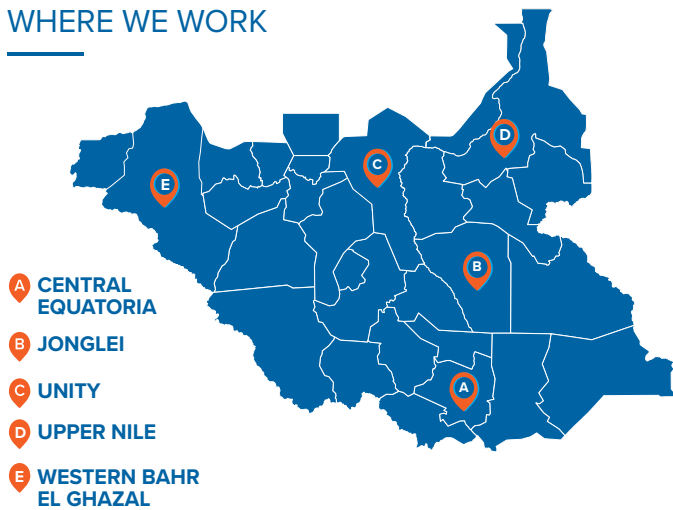 WHERE WE WORK
E
C
D
B
A
A CENTRAL
EQUATORIA
B JONGLEI
C UNITY
D UPPER NILE
E WESTERN BAHR
EL GHAZAL